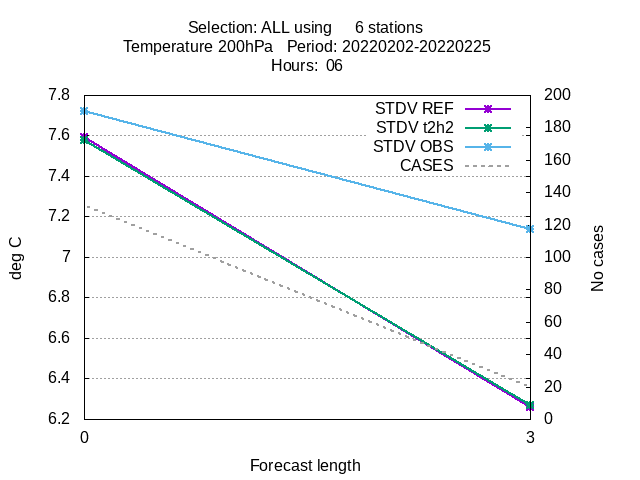 Selection: ALL using     6 stations
Temperature 200hPa   Period: 20220202-20220225
Hours:  06
7.8
7.6
7.4
7.2
7
6.8
6.6
6.4
6.2
deg C
STDV REF
STDV t2h2
STDV OBS
CASES
200
180
160
140
120
100
80
60
40
20
0
No cases
0
3
Forecast length